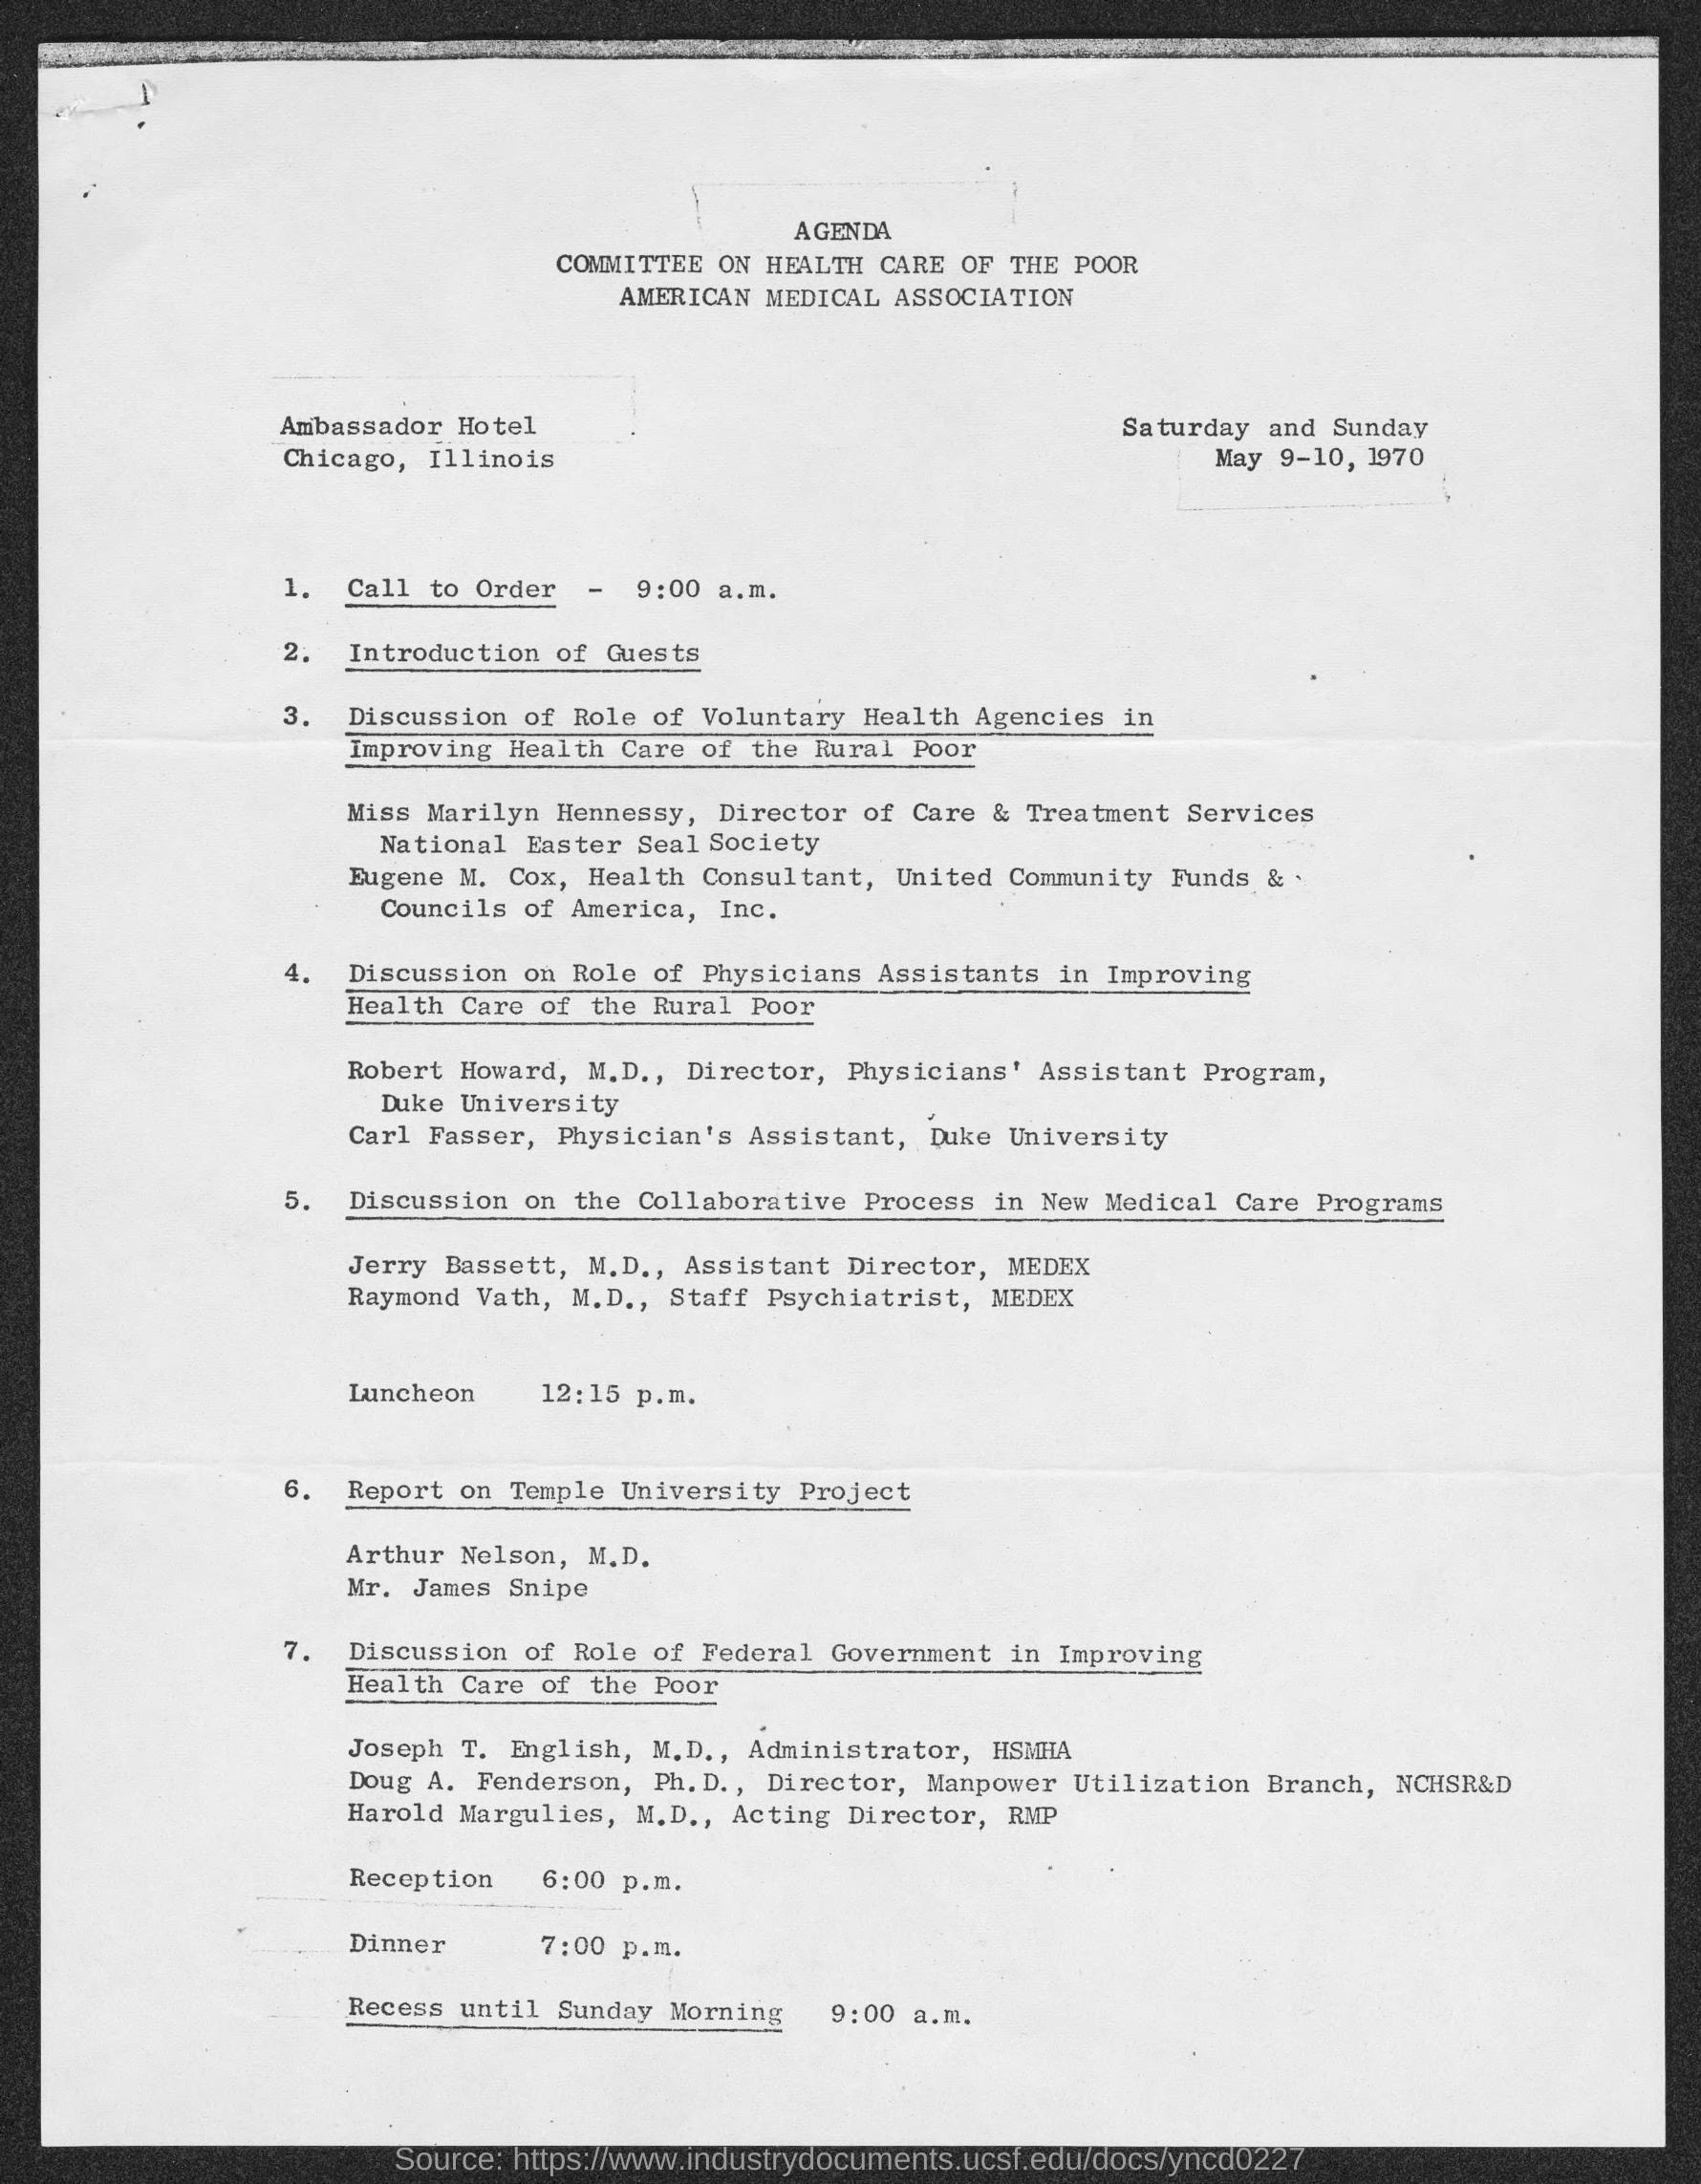 AGENDA
COMMITTEE ON HEALTH CARE OF THE POOR
AMERICAN MEDICAL ASSOCIATION
Ambassador Hotel
Chicago, Illinois
Saturday and Sunday
May 9-10, 1970
1. Call to Order - 9:00 a.m.
2. Introduction of Guests
3. Discussion of Role of Voluntary Health Agencies in
Improving Health Care of the Rural Poor
Miss Marilyn Hennessy, Director of Care & Treatment Services
National Easter Seal Society
Eugene M. Cox, Health Consultant, United Community Funds &
Councils of America, Inc.
4. Discussion on Role of Physicians Assistants in Improving
Health Care of the Rural Poor
Robert Howard, M.D., Director, Physicians' Assistant Program,
Duke University
Carl Fasser, Physician's Assistant, Duke University
5. Discussion on the Collaborative Process in New Medical Care Programs
Jerry Bassett, M.D., Assistant Director, MEDEX
Raymond Vath, M.D., Staff Psychiatrist, MEDEX
Luncheon 12:15 p.m.
6. Report on Temple University Project
Arthur Nelson, M.D.
Mr. James Snipe
7. Discussion of Role of Federal Government in Improving
Health Care of the Poor
Joseph T. English, M.D., Administrator, HSMHA
Doug A. Fenderson, Ph.D., Director, Manpower Utilization Branch, NCHSR&D
Harold Margulies, M.D., Acting Director, RMP
Reception 6:00 p.m.
Dinner 7:00 p.m.
Recess until Sunday Morning 9:00 a.m.
Source: https://www.industrydocuments.ucsf.edu/docs/yncd0227